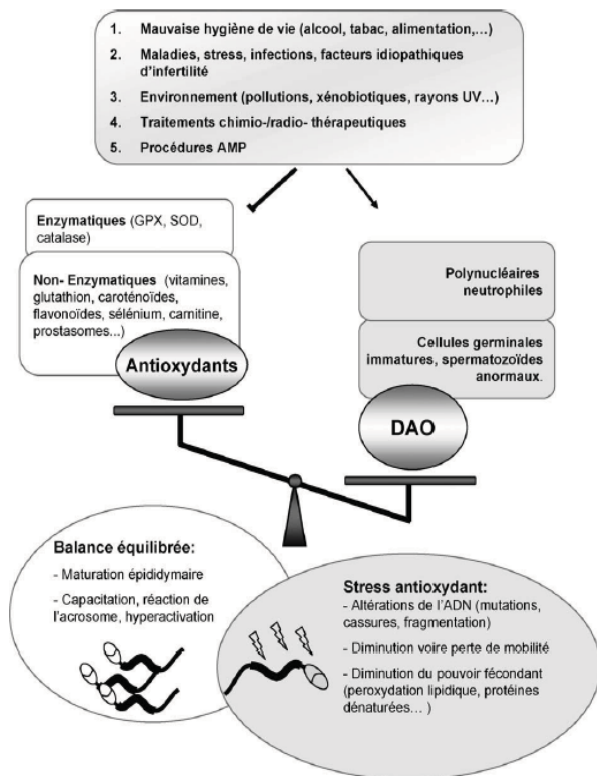 1. Mauvaise hygiène de vie (alcool, tabac, alimentation,…)
2. Maladies, stress, infections, facteurs idiopathiques
d'infertilité
3. Environnement (pollutions, xénobiotiques, rayons UV…)
4. Traitements chimio-/radio- thérapeutiques
5. Procédures AMP
Enzymatiques (GPX, SOD,
catalase)
Non- Enzymatiques (vitamines,
glutathion, caroténoïdes,
flavonoïdes, sélénium, carnitine,
prostasomes...)
Antioxydants
Polynucléaires
neutrophiles
Cellules germinales
immatures, spermatozoïdes
anormaux.
DAO
Balance équilibrée:
- Maturation épididymaire
- Capacitation, réaction de
l'acrosome, hyperactivation
Stress antioxydant:
- Altérations de l'ADN (mutations,
cassures, fragmentation)
- Diminution voire perte de mobilité
- Diminution du pouvoir fécondant
(peroxydation lipidique, protéines
dénaturées… )